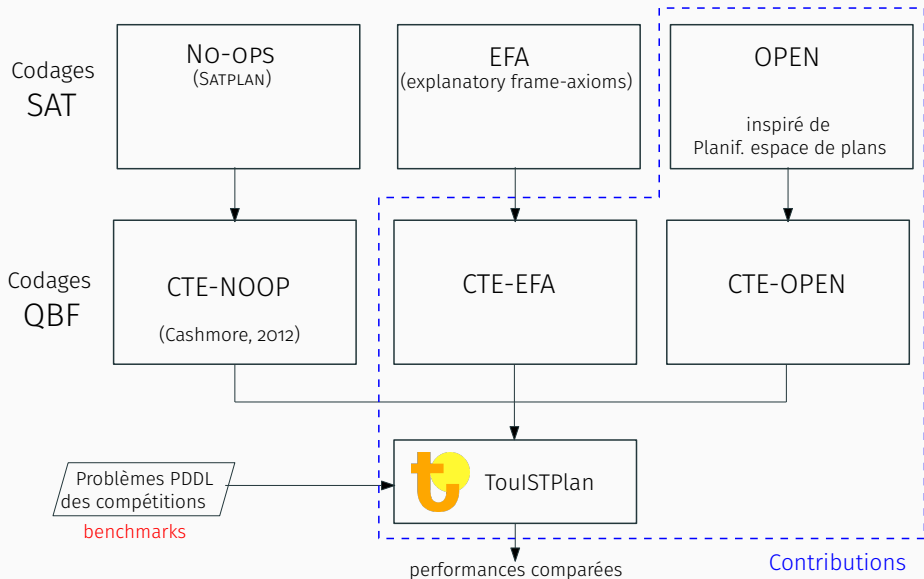 Codages
SAT
No-ops
(Satplan)
EFA
(explanatory frame-axioms)
OPEN
inspiré de
Planif. espace de plans
Codages
QBF
CTE-NOOP
(Cashmore, 2012)
CTE-EFA
CTE-OPEN
Problèmes PDDL
des compétitions
benchmarks
TouISTPlan
performances comparées
Contributions